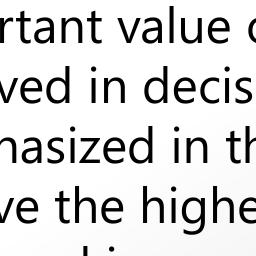 rtant value
ved in decis
hasized in th
ve the highe